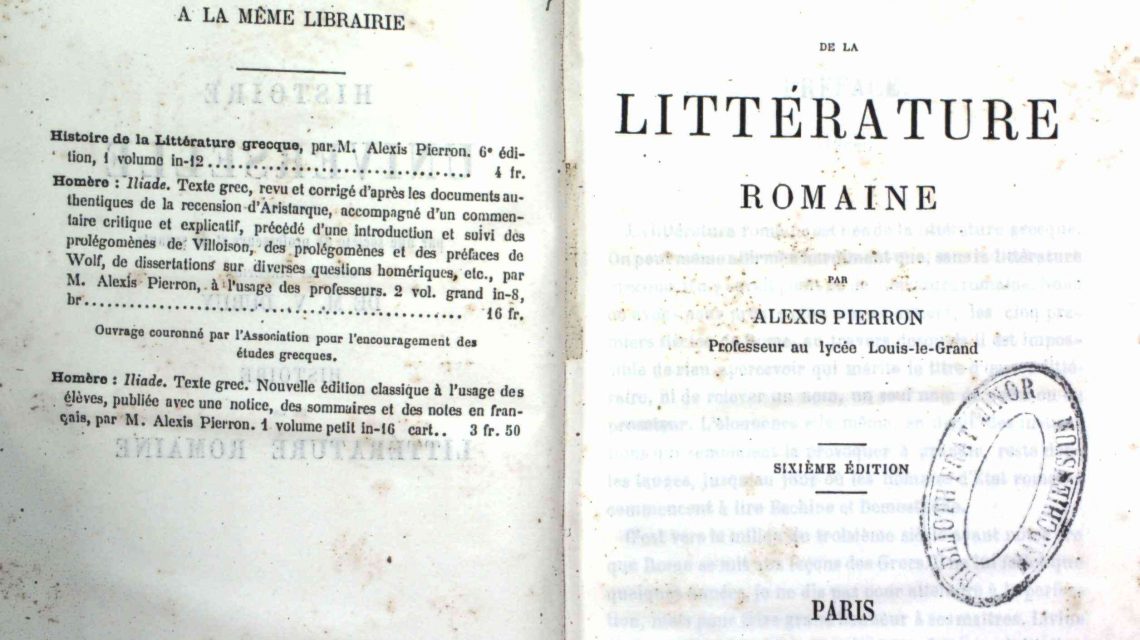 A LA MÊME LIBRAIRIE
Histoire de la Littérature grecque, par M. Alexis Pierron. 6e édi-
tion, 1 volume in-12 4 fr.
Homère : Iliade. Texte grec, revu et corrigé d'après les documents au-
thentiques de la recension d'Aristarque, accompagné d'un commen-
taire critique et explicatif, précédé d'une introduction et suivi des
prolégomènes de Villoison, des prolégomènes et des préfaces de
Wolf, de dissertations sur diverses questions homériques, etc., par
M. Alexis Pierron, à l'usage des professeurs. 2 vol. grand in-8,
br. 16 fr.
Ouvrage couronné par l'Association pour l'encouragement des
études grecques.
Homère : Iliade. Texte grec. Nouvelle édition classique à l'usage des
élèves, publiée avec une notice, des sommaires et des notes en fran-
çais, par M. Alexis Pierron. 1 volume petit in-16 cart.. 3 fr. 50
DE LA
LITTÉRATURE
ROMAINE
PAR
ALEXIS PIERRON
Professeur au lycée Louis-le-Grand
SIXIÈME ÉDITION
PARIS